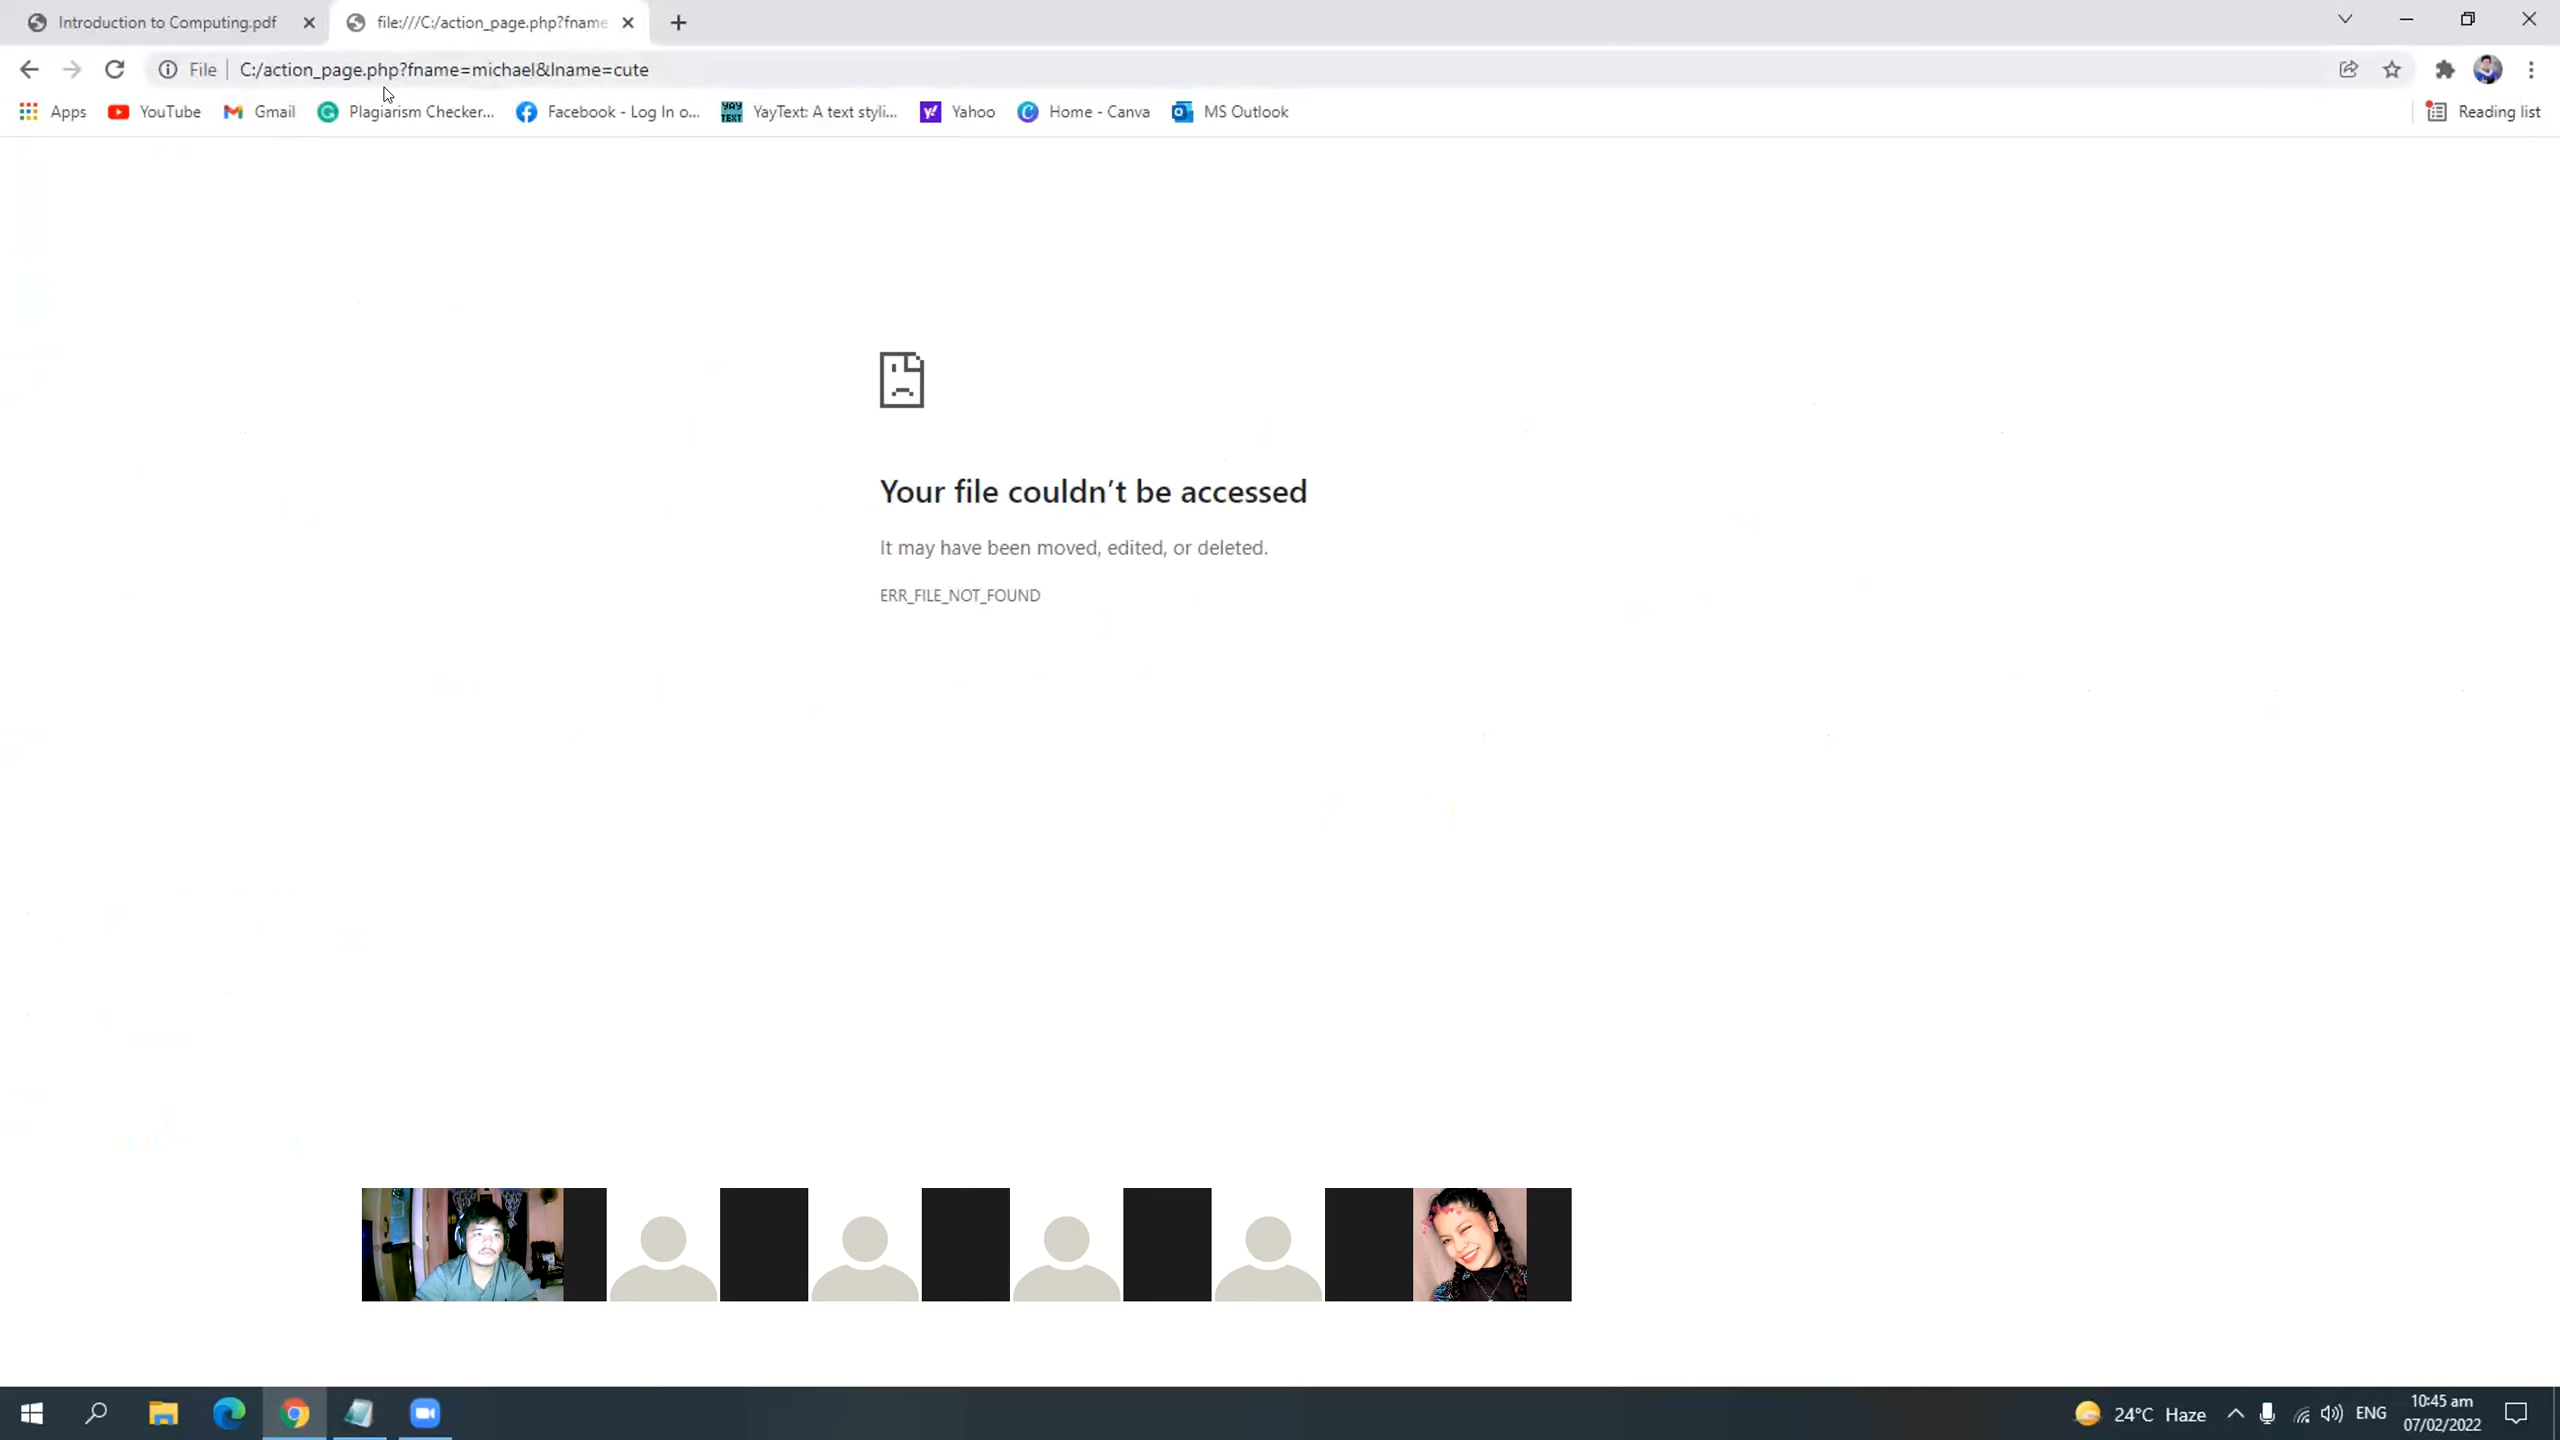 Introduction to Computing.pdf
file:///C:/action_page.php?fname
File
C:/action_page.php?fname=michael&lname=cute
Apps
YouTube
Gmail
Plagiarism Checker...
Facebook - Log In o...
YAY TEXT
YayText: A text styli...
Yahoo
Home - Canva
MS Outlook
Reading list
Your file couldn't be accessed
It may have been moved, edited, or deleted.
ERR_FILE_NOT_FOUND
24°C Haze
ENG
10:45 am
07/02/2022